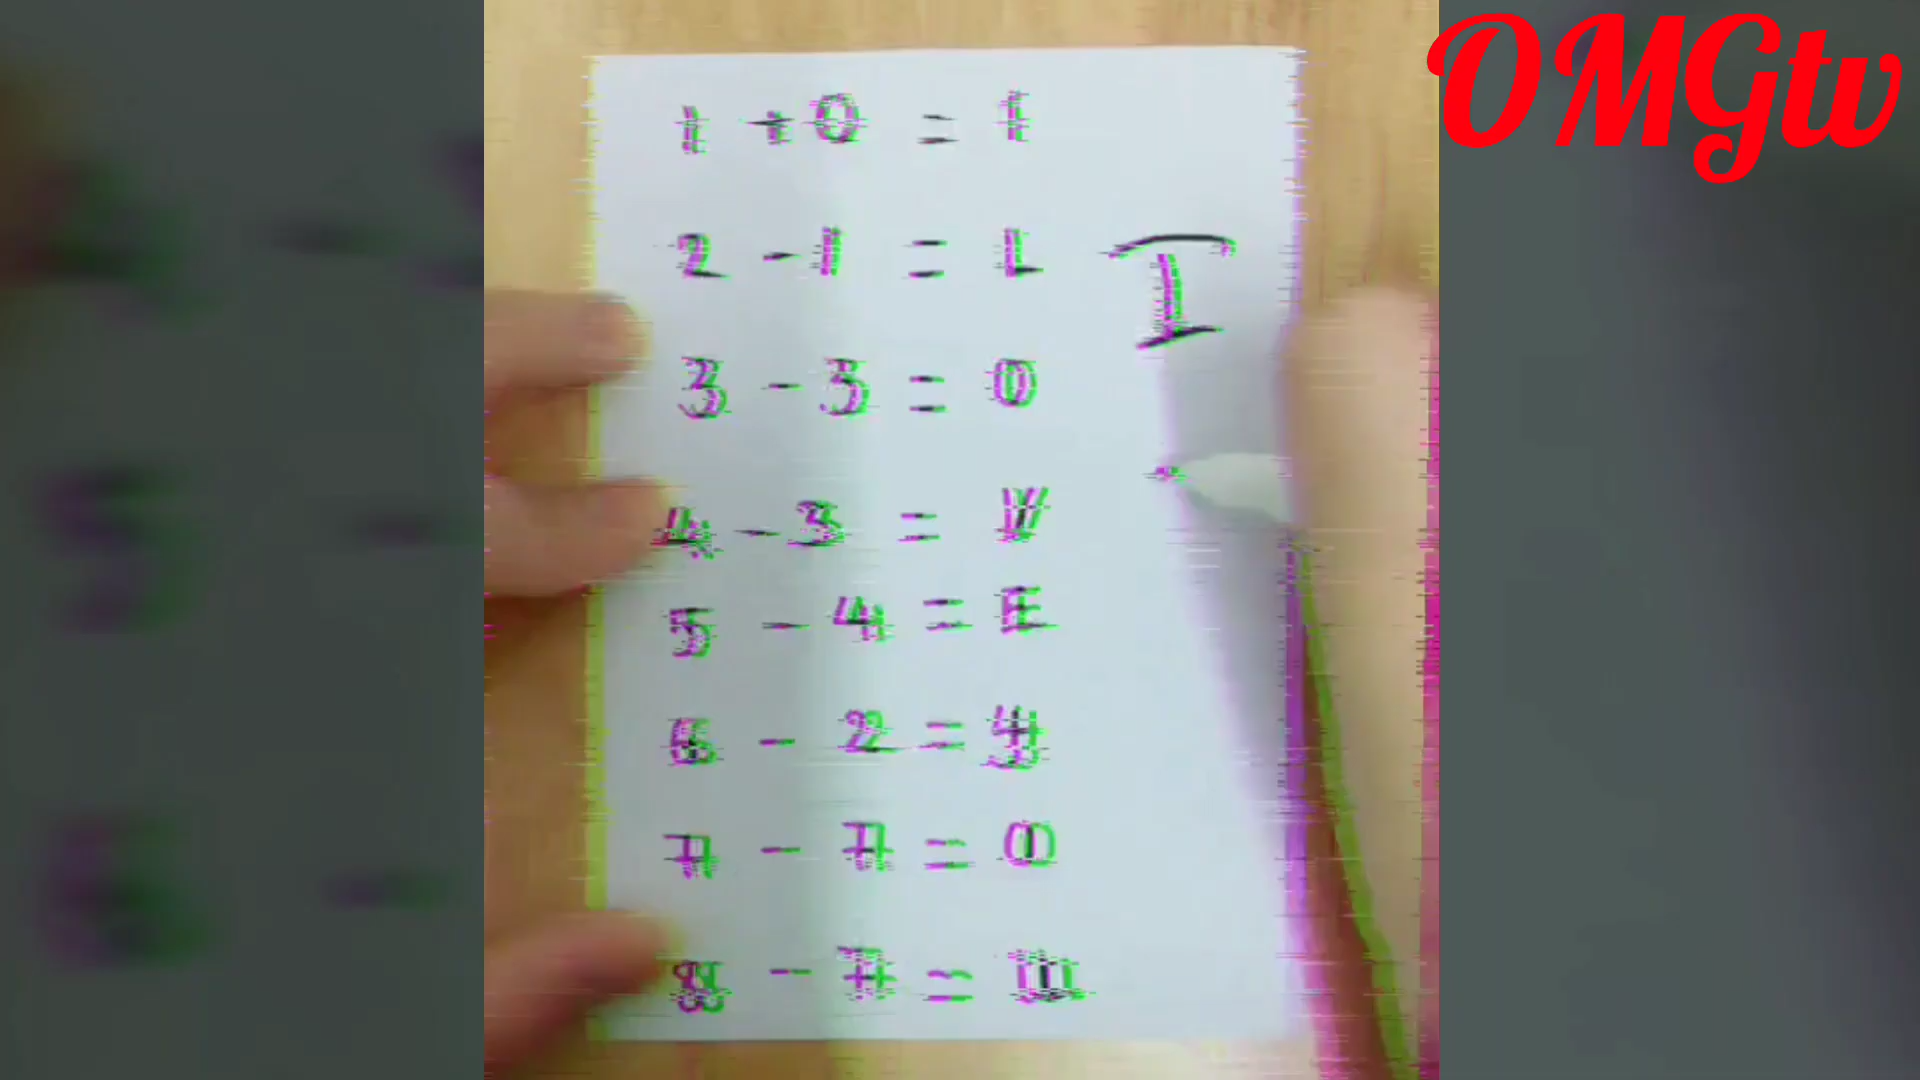 OMGtv
1 + 0 = 1
2 - 1 = L
I
3 - 3 = 0
4 - 3 = V
5 - 4 = E
6 - 2 = 4
7 - 7 = 0
8 - 7 =